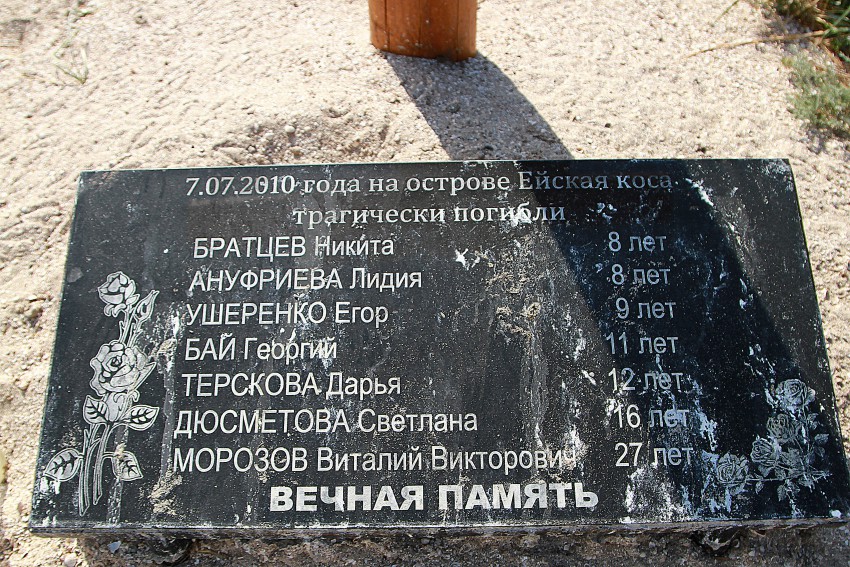 7.07.2010 года на острове Ейская коса
трагически погибли
БРАТЦЕВ Никита 8 лет
АНУФРИЕВА Лидия 8 лет
УШЕРЕНКО Егор 9 лет
БАЙ Георгий 11 лет
ТЕРСКОВА Дарья 12 лет
ДЮСМЕТОВА Светлана 16 лет
МОРОЗОВ Виталий Викторович 27 лет
ВЕЧНАЯ ПАМЯТЬ